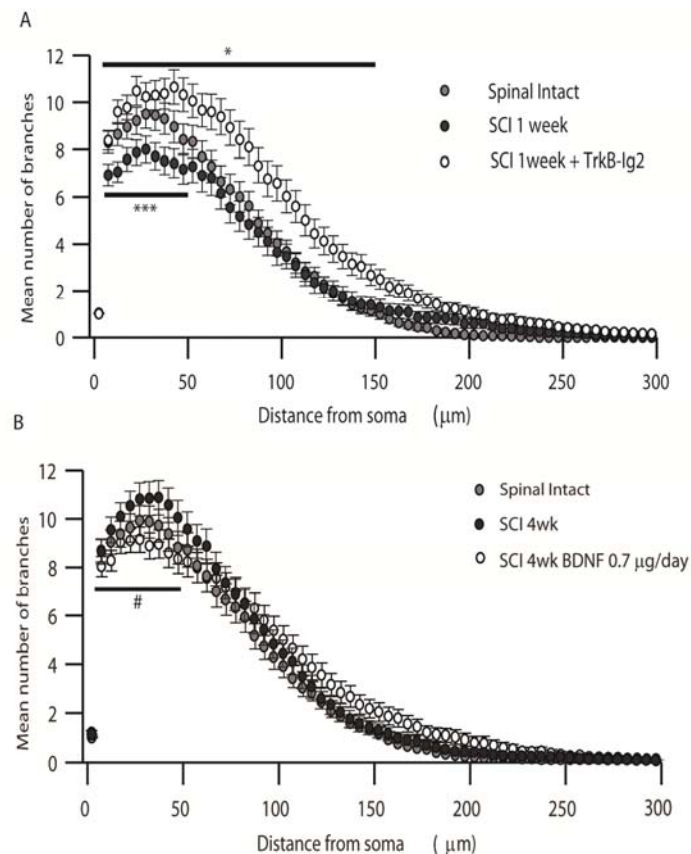 A
*
Spinal Intact
SCI 1 week
SCI 1week + TrkB-Ig2
***
Mean number of branches
12
10
8
6
4
2
0
0 50 100 150 200 250 300
Distance from soma (µm)
B
Spinal Intact
SCI 4wk
SCI 4wk BDNF 0.7 µg/day
#
Mean number of branches
12
10
8
6
4
2
0
0 50 100 150 200 250 300
Distance from soma ( µm)